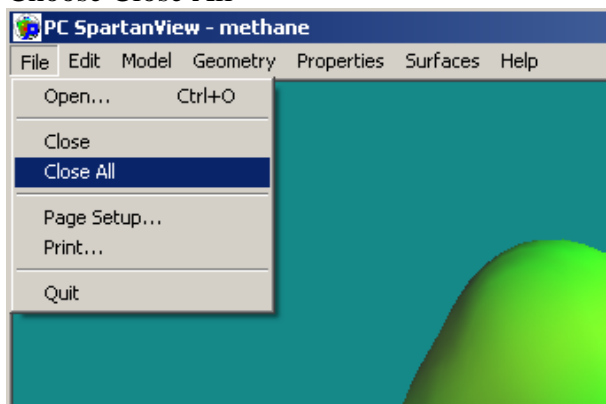 PC SpartanView - methane
File Edit Model Geometry Properties Surfaces Help
Open... Ctrl+O
Close
Close All
Page Setup...
Print...
Quit